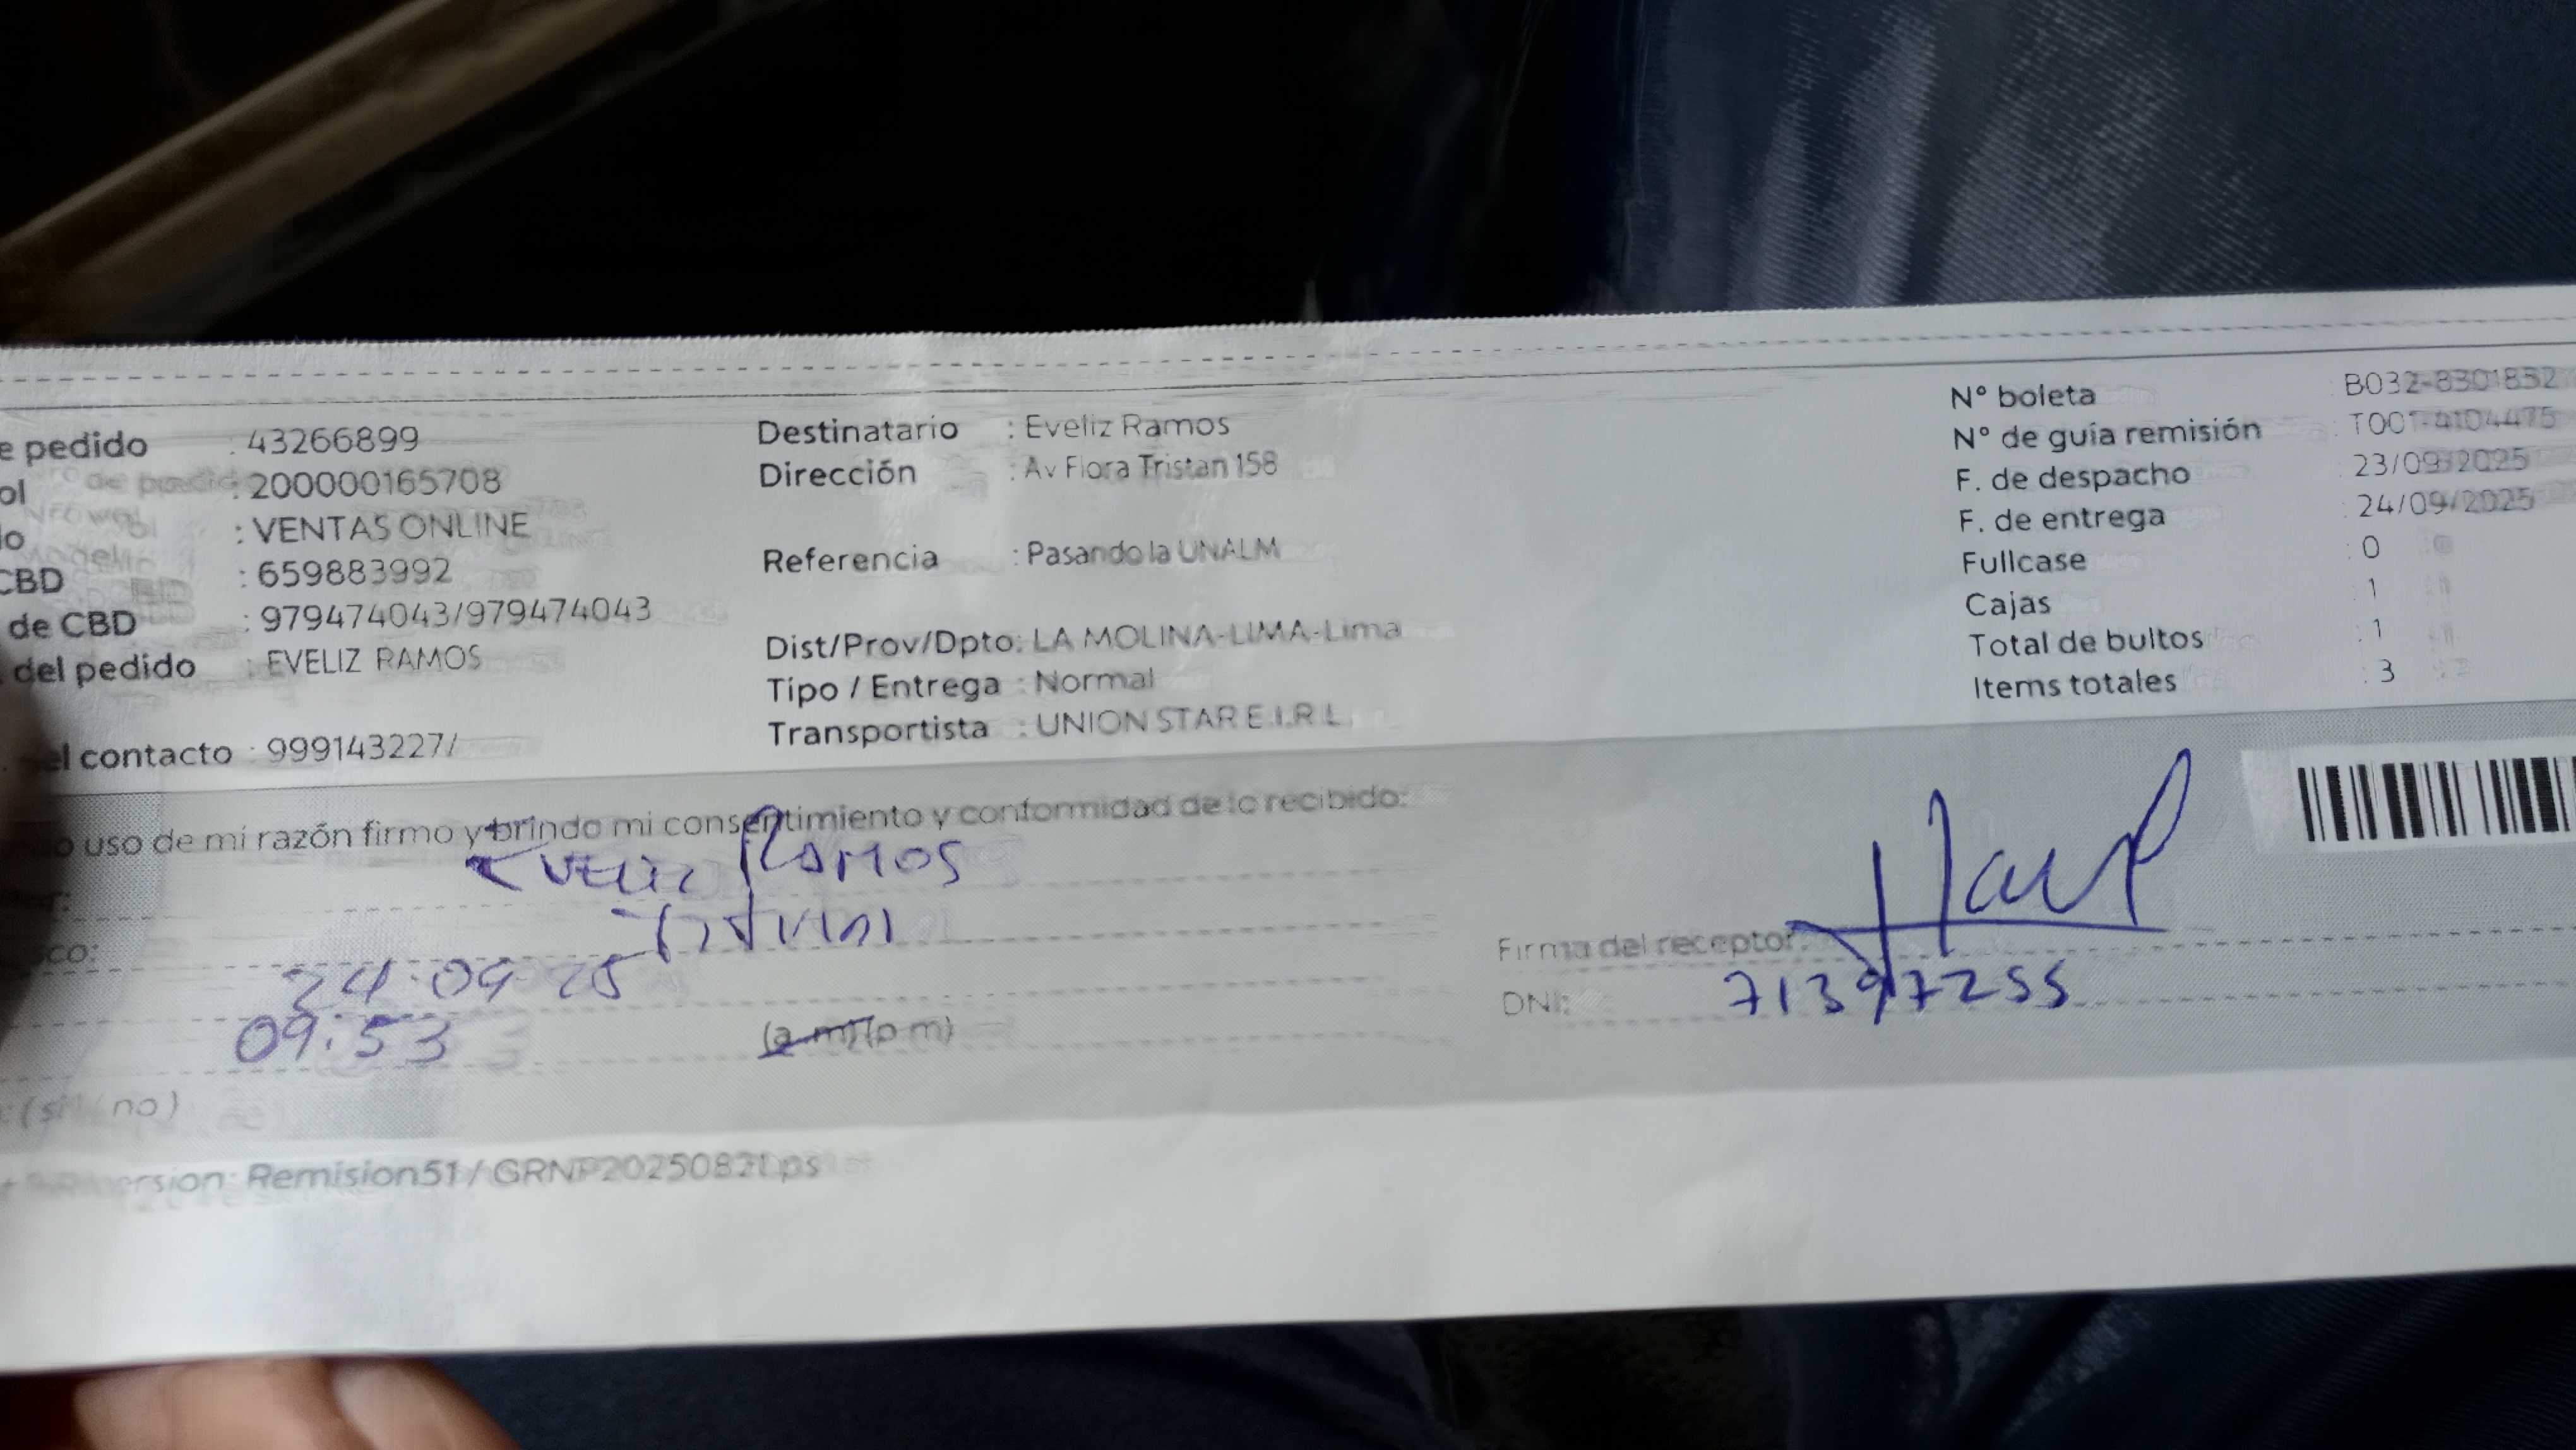 e pedido : 43266899
ol : 200000165708
lo : VENTAS ONLINE
CBD : 659883992
de CBD : 979474043/979474043
del pedido : EVELIZ RAMOS
el contacto : 999143227/
Destinatario : Eveliz Ramos
Dirección : Av Flora Tristan 158
Referencia : Pasando la UNALM
Dist/Prov/Dpto: LA MOLINA-LIMA-Lima
Tipo / Entrega : Normal
Transportista : UNION STAR E.I.R.L
N° boleta : B032-8301832
N° de guía remisión : T001-4104475
F. de despacho : 23/09/2025
F. de entrega : 24/09/2025
Fullcase : 0
Cajas : 1
Total de bultos : 1
Items totales : 3
o uso de mi razón firmo y brindo mi consentimiento y conformidad de lo recibido:
Eveliz Ramos
co:
24-09-25
09:53 (a m)(p m)
(si / no)
Firma del receptor:
DNI: 71397255
ersion: Remision51 / GRNP20250821.ps